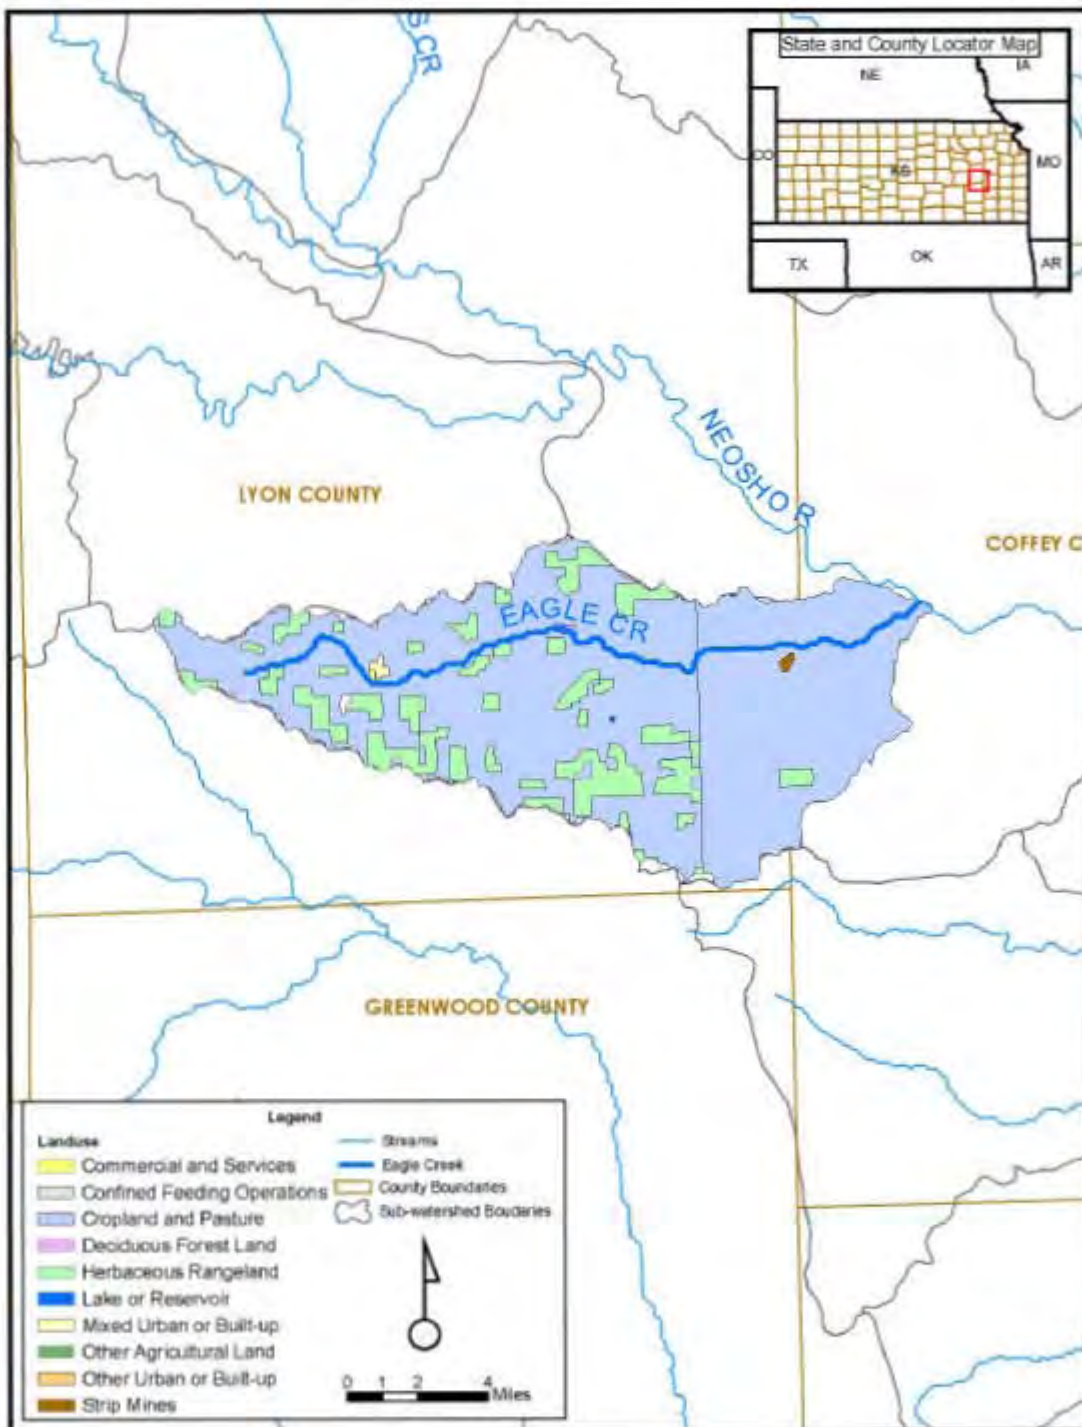 S CR
State and County Locator Map
NE
IA
CO
KS
MO
TX
OK
AR
NEOSHO R
LYON COUNTY
COFFEY C
EAGLE CR
GREENWOOD COUNTY
Legend
Landuse
Commercial and Services
Confined Feeding Operations
Cropland and Pasture
Deciduous Forest Land
Herbaceous Rangeland
Lake or Reservoir
Mixed Urban or Built-up
Other Agricultural Land
Other Urban or Built-up
Strip Mines
Streams
Eagle Creek
County Boundaries
Sub-watershed Boudaries
0 1 2 4
Miles